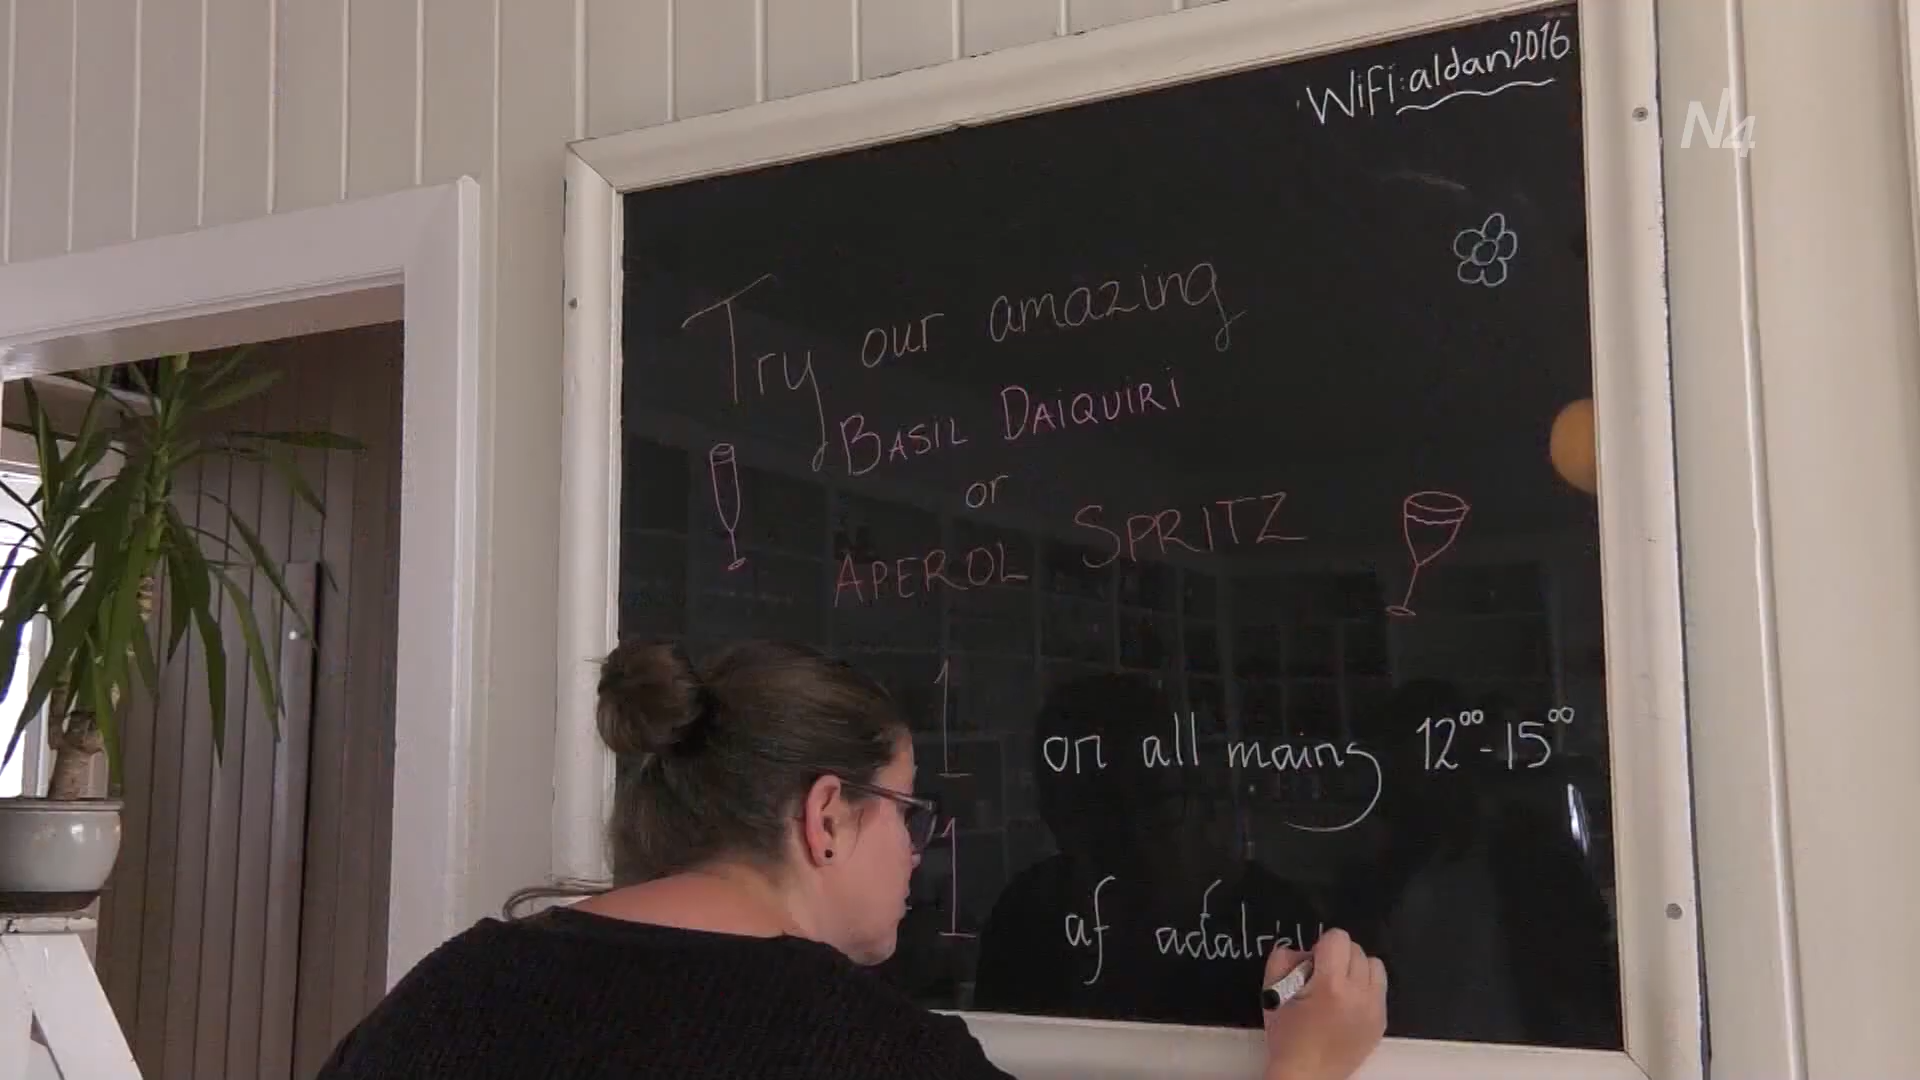 WiFi: aldan2016
N4
Try our amazing
BASIL DAIQUIRI
or
APEROL SPRITZ
1 on all mains 12⁰⁰-15⁰⁰
1 af